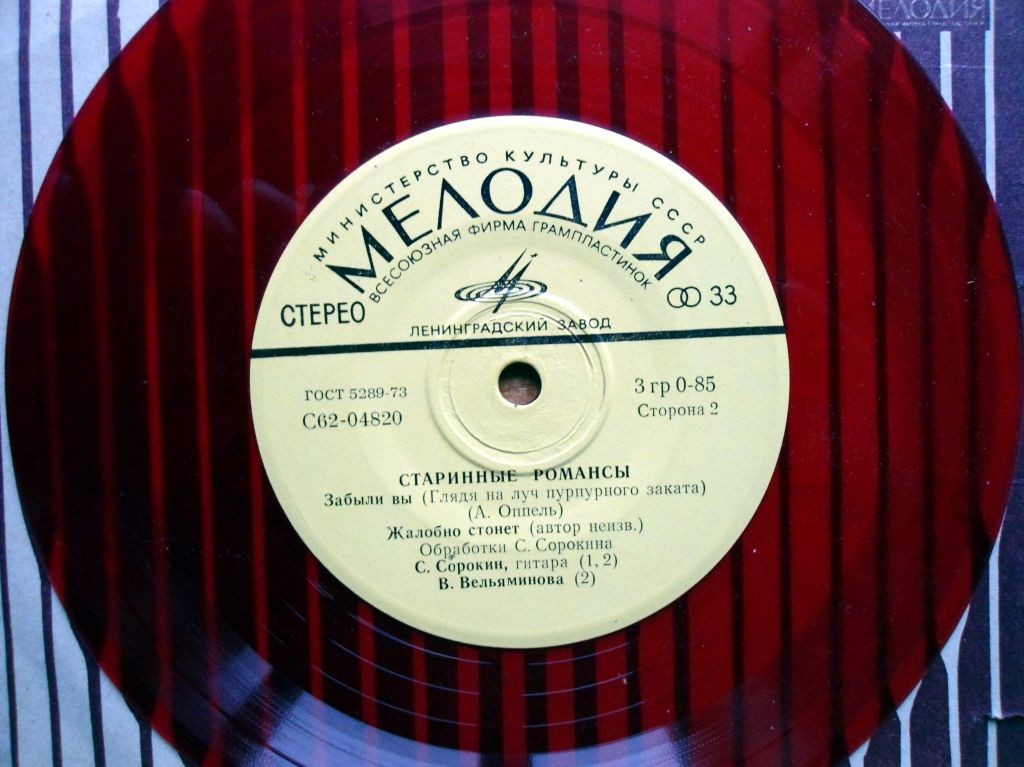 МЕЛОДИЯ
МИНИСТЕРСТВО КУЛЬТУРЫ СССР
МЕЛОДИЯ
ВСЕСОЮЗНАЯ ФИРМА ГРАМПЛАСТИНОК
СТЕРЕО
33
ЛЕНИНГРАДСКИЙ ЗАВОД
ГОСТ 5289-73
3 гр 0-85
С62-04820
Сторона 2
СТАРИННЫЕ РОМАНСЫ
Забыли вы (Глядя на луч пурпурного заката)
(А. Оппель)
Жалобно стонет (автор неизв.)
Обработки С. Сорокина
С. Сорокин, гитара (1, 2)
В. Вельяминова (2)